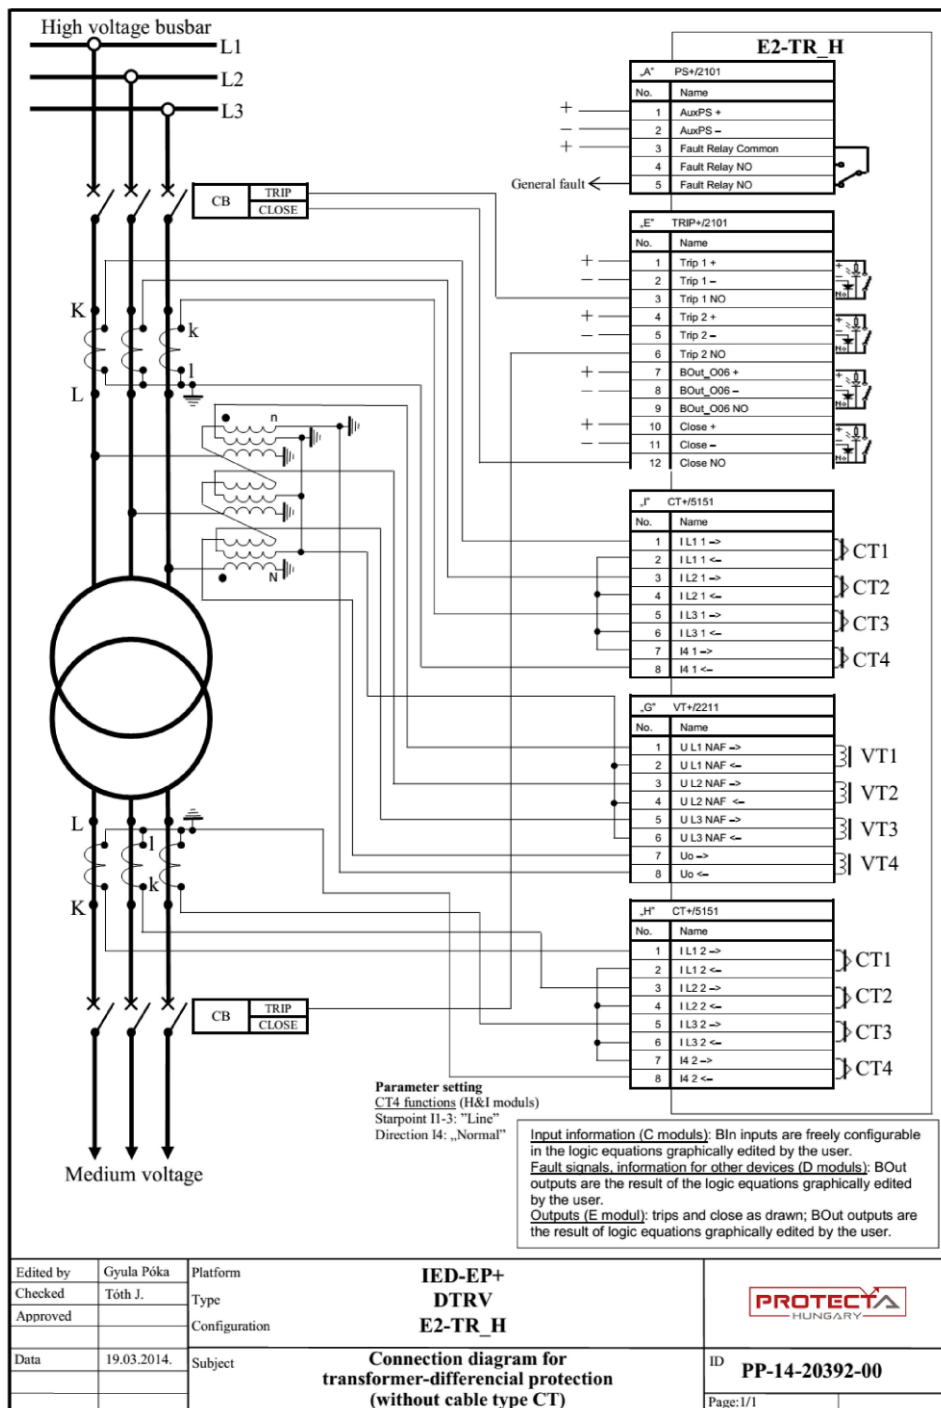 High voltage busbar
L1
L2
L3
E2-TR_H
„A" PS+/2101
No. Name
1 AuxPS +
2 AuxPS –
3 Fault Relay Common
4 Fault Relay NO
5 Fault Relay NO
+
–
+
General fault
CB TRIP
CLOSE
„E" TRIP+/2101
No. Name
1 Trip 1 +
2 Trip 1 –
3 Trip 1 NO
4 Trip 2 +
5 Trip 2 –
6 Trip 2 NO
7 BOut_O06 +
8 BOut_O06 –
9 BOut_O06 NO
10 Close +
11 Close –
12 Close NO
+
–
+
–
+
–
+
–
K
k
l
L
n
N
„I" CT+/5151
No. Name
1 I L1 1 –>
2 I L1 1 <–
3 I L2 1 –>
4 I L2 1 <–
5 I L3 1 –>
6 I L3 1 <–
7 I4 1 –>
8 I4 1 <–
CT1
CT2
CT3
CT4
„G" VT+/2211
No. Name
1 U L1 NAF –>
2 U L1 NAF <–
3 U L2 NAF –>
4 U L2 NAF <–
5 U L3 NAF –>
6 U L3 NAF <–
7 Uo –>
8 Uo <–
VT1
VT2
VT3
VT4
L
l
k
K
„H" CT+/5151
No. Name
1 I L1 2 –>
2 I L1 2 <–
3 I L2 2 –>
4 I L2 2 <–
5 I L3 2 –>
6 I L3 2 <–
7 I4 2 –>
8 I4 2 <–
CT1
CT2
CT3
CT4
CB TRIP
CLOSE
Parameter setting
CT4 functions (H&I moduls)
Starpoint I1-3: "Line"
Direction I4: „Normal"
Medium voltage
Input information (C moduls): BIn inputs are freely configurable
in the logic equations graphically edited by the user.
Fault signals, information for other devices (D moduls): BOut
outputs are the result of the logic equations graphically edited
by the user.
Outputs (E modul): trips and close as drawn; BOut outputs are
the result of logic equations graphically edited by the user.
Edited by Gyula Póka
Checked Tóth J.
Approved
Data 19.03.2014.
Platform IED-EP+
Type DTRV
Configuration E2-TR_H
Subject Connection diagram for
transformer-differencial protection
(without cable type CT)
PROTECTA
HUNGARY
ID PP-14-20392-00
Page:1/1